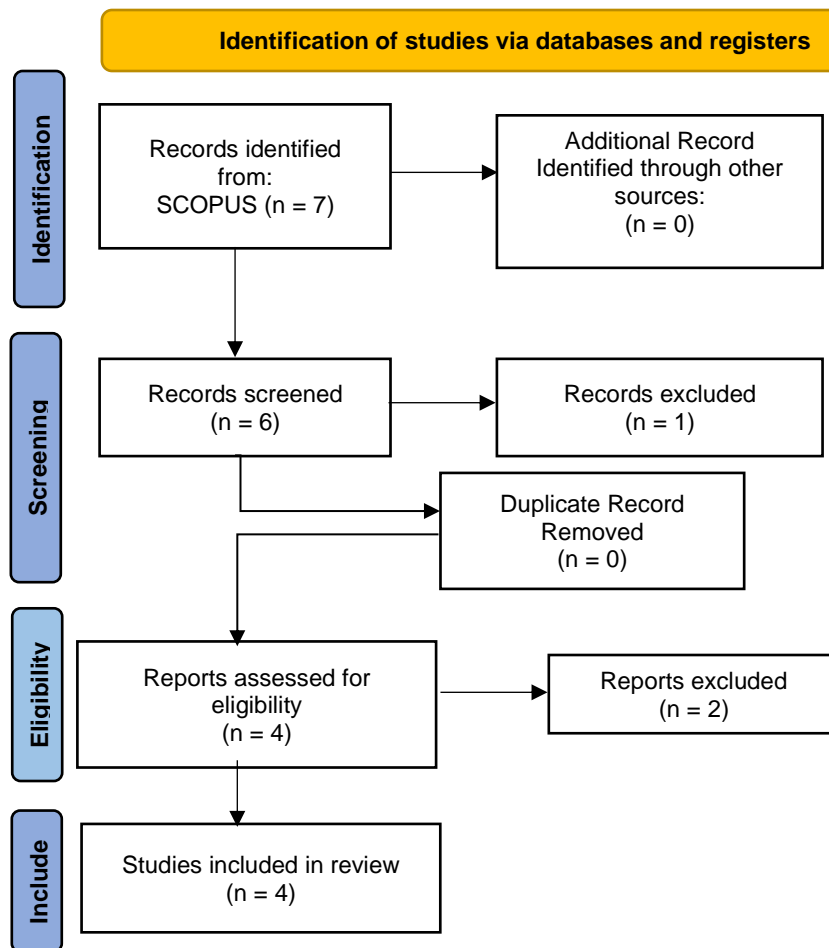 Identification of studies via databases and registers
Identification
Records identified
from:
SCOPUS (n = 7)
Additional Record
Identified through other
sources:
(n = 0)
Screening
Records screened
(n = 6)
Records excluded
(n = 1)
Duplicate Record
Removed
(n = 0)
Eligibility
Reports assessed for
eligibility
(n = 4)
Reports excluded
(n = 2)
Include
Studies included in review
(n = 4)